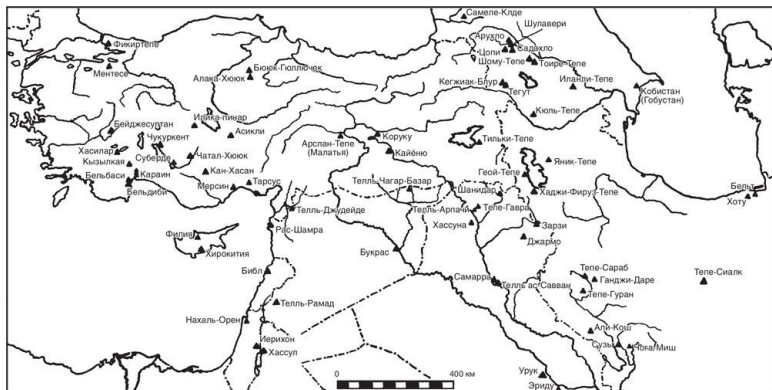 Самеле-Клде
Шулавери
Арухло
Фикиртепе
Цопи
Садахло
Шому-Тепе
Тоире-Тепе
Ментесе
Бююк-Гюллючек
Алака-Хююк
Кегжиак-Блур
Иланли-Тепе
Тегут
Кобистан
(Гобустан)
Кюль-Тепе
Илика-пинар
Бейджесултан
Асикли
Чукуркент
Арслан-Тепе
(Малатья)
Коруку
Тильки-Тепе
Хасилар
Суберде
Чатал-Хююк
Кайёню
Яник-Тепе
Кызылкая
Кан-Хасан
Геой-Тепе
Бельбаси
Караин
Тарсус
Телль-Чагар-Базар
Шанидар
Бельдиби
Мерсин
Хаджи-Фируз-Тепе
Бельт
Хоту
Телль-Джудейде
Телль-Арпачи
Тепе-Гавра
Рас-Шамра
Хассуна
Зарзи
Филия
Джармо
Хирокития
Букрас
Библ
Самарра
Телль ас-Савван
Тепе-Сараб
Ганджи-Даре
Тепе-Сиалк
Тепе-Гуран
Телль-Рамад
Нахаль-Орен
Али-Кош
Иерихон
Сузы
Чога-Миш
Хассул
0
400 км
Урук
Эриду